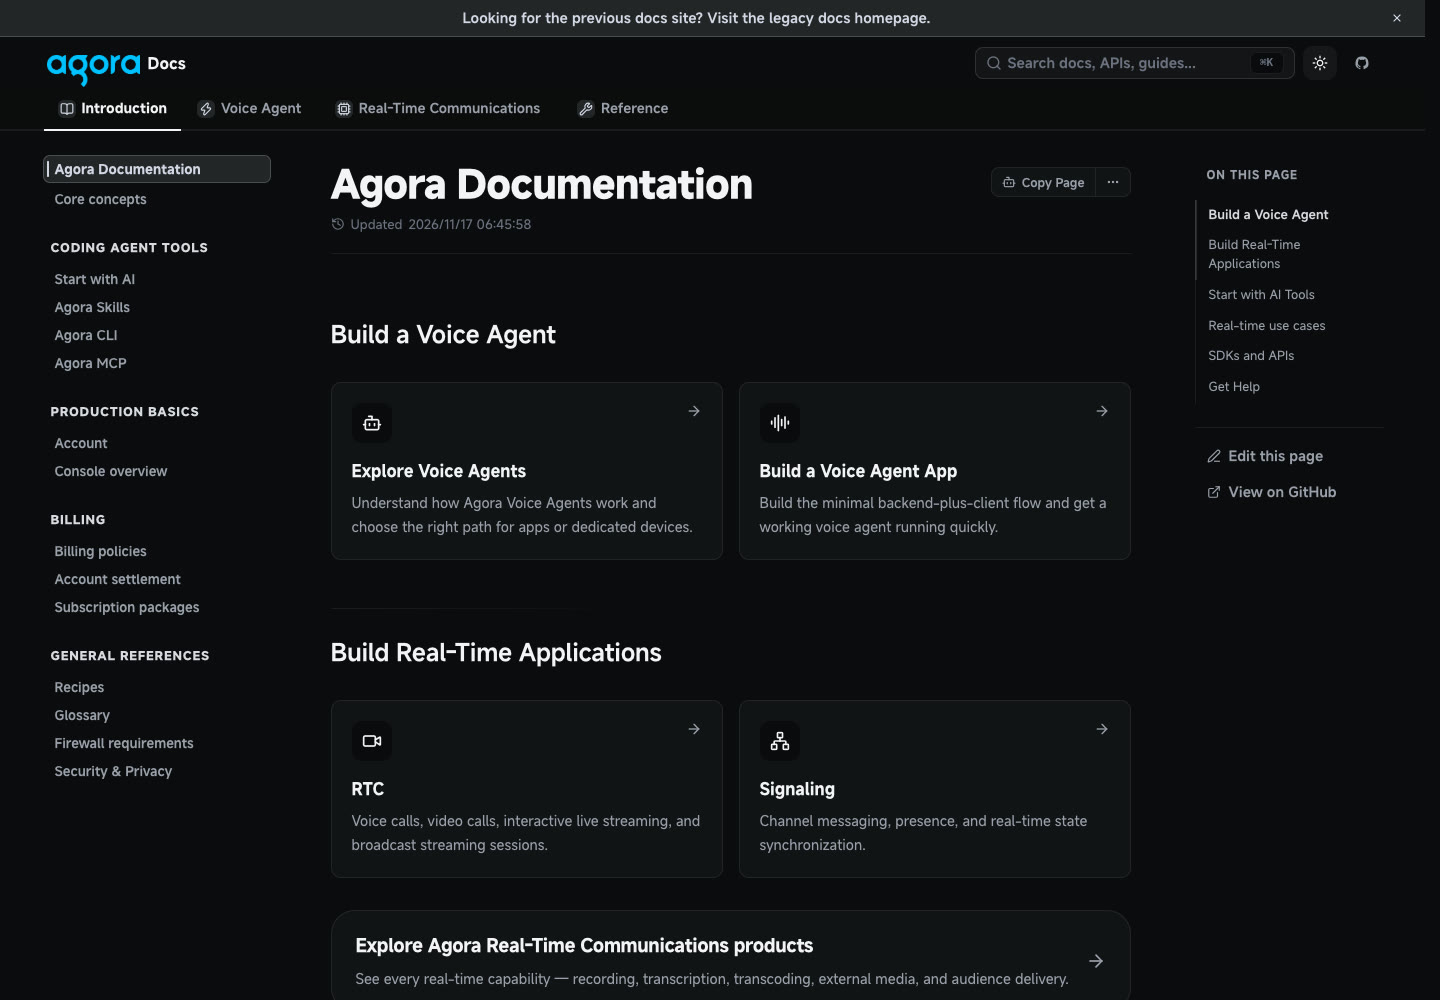 Looking for the previous docs site? Visit the legacy docs homepage.
agora Docs
Search docs, APIs, guides...
⌘K
Introduction
Voice Agent
Real-Time Communications
Reference
Agora Documentation
Core concepts
CODING AGENT TOOLS
Start with AI
Agora Skills
Agora CLI
Agora MCP
PRODUCTION BASICS
Account
Console overview
BILLING
Billing policies
Account settlement
Subscription packages
GENERAL REFERENCES
Recipes
Glossary
Firewall requirements
Security & Privacy
Agora Documentation
Copy Page
Updated 2026/11/17 06:45:58
Build a Voice Agent
Explore Voice Agents
Understand how Agora Voice Agents work and
choose the right path for apps or dedicated devices.
Build a Voice Agent App
Build the minimal backend-plus-client flow and get a
working voice agent running quickly.
Build Real-Time Applications
RTC
Voice calls, video calls, interactive live streaming, and
broadcast streaming sessions.
Signaling
Channel messaging, presence, and real-time state
synchronization.
Explore Agora Real-Time Communications products
See every real-time capability — recording, transcription, transcoding, external media, and audience delivery.
ON THIS PAGE
Build a Voice Agent
Build Real-Time
Applications
Start with AI Tools
Real-time use cases
SDKs and APIs
Get Help
Edit this page
View on GitHub